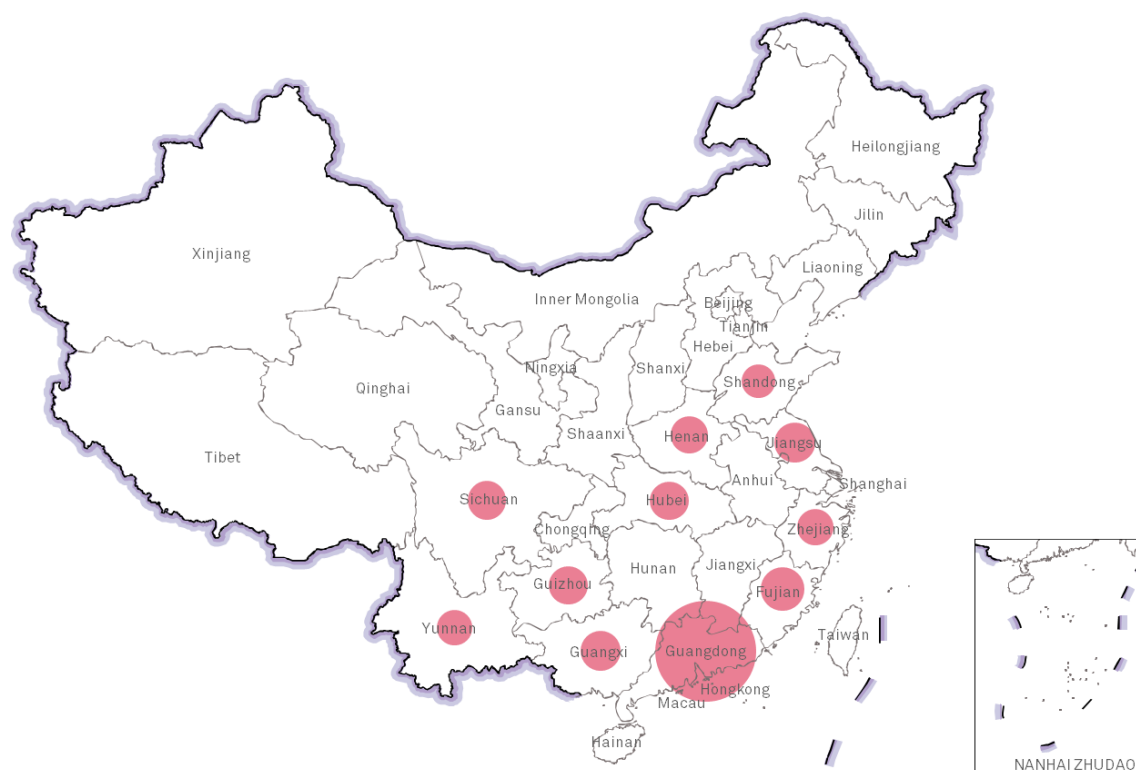 Heilongjiang
Jilin
Xinjiang
Liaoning
Inner Mongolia
Beijing
Tianjin
Hebei
Ningxia
Shanxi
Shandong
Qinghai
Gansu
Shaanxi
Henan
Jiangsu
Tibet
Anhui
Shanghai
Sichuan
Hubei
Chongqing
Zhejiang
Hunan
Jiangxi
Guizhou
Fujian
Yunnan
Taiwan
Guangxi
Guangdong
Hongkong
Macau
Hainan
NANHAI ZHUDAO